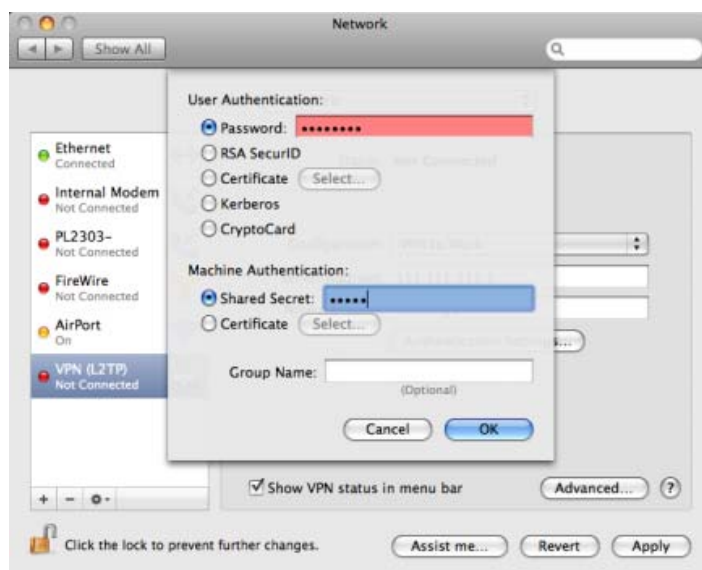 Network
Show All
User Authentication:
Password: ••••••••
RSA SecurID
Certificate Select...
Kerberos
CryptoCard
Machine Authentication:
Shared Secret: •••••
Certificate Select...
Group Name:
(Optional)
Cancel OK
Ethernet
Connected
Internal Modem
Not Connected
PL2303-
Not Connected
FireWire
Not Connected
AirPort
On
VPN (L2TP)
Not Connected
Show VPN status in menu bar
Advanced... ?
Click the lock to prevent further changes.
Assist me... Revert Apply